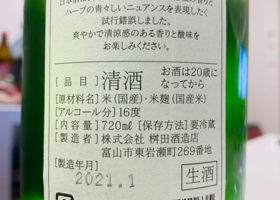 ハーブの青々しいニュアンスを表現したく
試行錯誤しました。
爽やかで清涼感のある香りと酸味を
お楽しみください。
[品目]清酒 お酒は20歳になってから
[原材料名]米(国産)・米麹(国産米)
[アルコール分]16度
[内容量]720㎖ [保存方法]要冷蔵
[製造者]株式会社 桝田酒造店
富山市東岩瀬町269番地
[製造年月]
2021.1
生酒